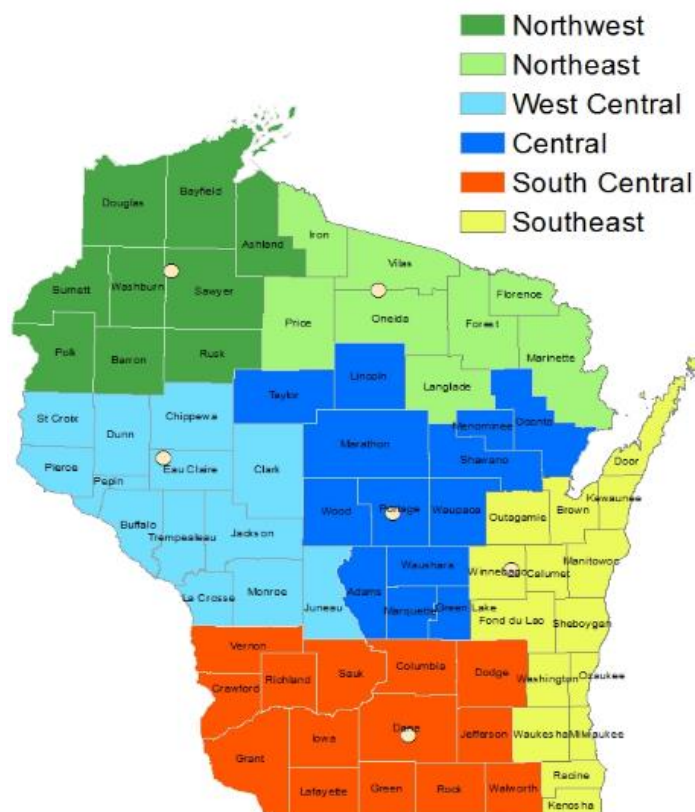 Northwest
Northeast
West Central
Central
South Central
Southeast
Douglas
Bayfield
Ashland
Iron
Vilas
Burnett
Washburn
Sawyer
Florence
Price
Oneida
Forest
Polk
Barron
Rusk
Marinette
Lincoln
Taylor
Langlade
St Croix
Dunn
Chippewa
Menominee
Oconto
Marathon
Pierce
Pepin
Eau Claire
Clark
Shawano
Door
Wood
Portage
Waupaca
Outagamie
Brown
Kewaunee
Buffalo
Trempealeau
Jackson
Waushara
Winnebago
Calumet
Manitowoc
La Crosse
Monroe
Juneau
Adams
Marquette
Green Lake
Fond du Lac
Sheboygan
Vernon
Sauk
Columbia
Dodge
Washington
Ozaukee
Crawford
Richland
Iowa
Dane
Jefferson
Waukesha
Milwaukee
Grant
Lafayette
Green
Rock
Walworth
Racine
Kenosha